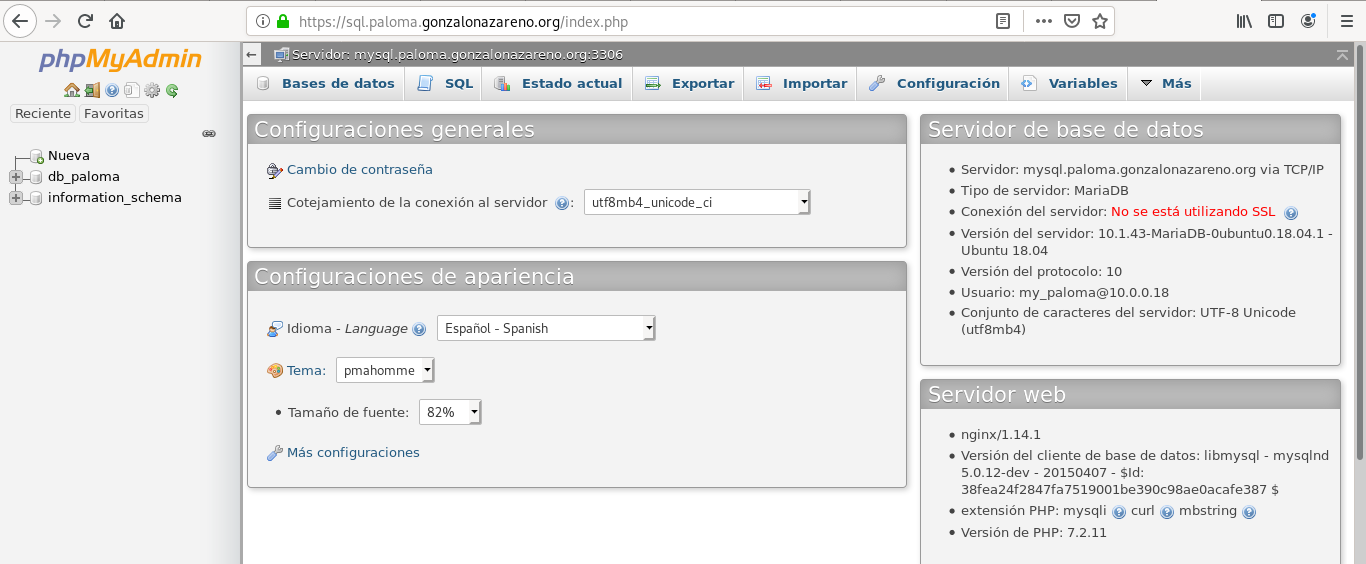 https://sql.paloma.gonzalonazareno.org/index.php
phpMyAdmin
Reciente Favoritas
Nueva
db_paloma
information_schema
Servidor: mysql.paloma.gonzalonazareno.org:3306
Bases de datos SQL Estado actual Exportar Importar Configuración Variables Más
Configuraciones generales
Cambio de contraseña
Cotejamiento de la conexión al servidor : utf8mb4_unicode_ci
Configuraciones de apariencia
Idioma - Language Español - Spanish
Tema: pmahomme
• Tamaño de fuente: 82%
Más configuraciones
Servidor de base de datos
• Servidor: mysql.paloma.gonzalonazareno.org via TCP/IP
• Tipo de servidor: MariaDB
• Conexión del servidor: No se está utilizando SSL
• Versión del servidor: 10.1.43-MariaDB-0ubuntu0.18.04.1 -
Ubuntu 18.04
• Versión del protocolo: 10
• Usuario: my_paloma@10.0.0.18
• Conjunto de caracteres del servidor: UTF-8 Unicode
(utf8mb4)
Servidor web
• nginx/1.14.1
• Versión del cliente de base de datos: libmysql - mysqlnd
5.0.12-dev - 20150407 - $Id:
38fea24f2847fa7519001be390c98ae0acafe387 $
• extensión PHP: mysqli curl mbstring
• Versión de PHP: 7.2.11